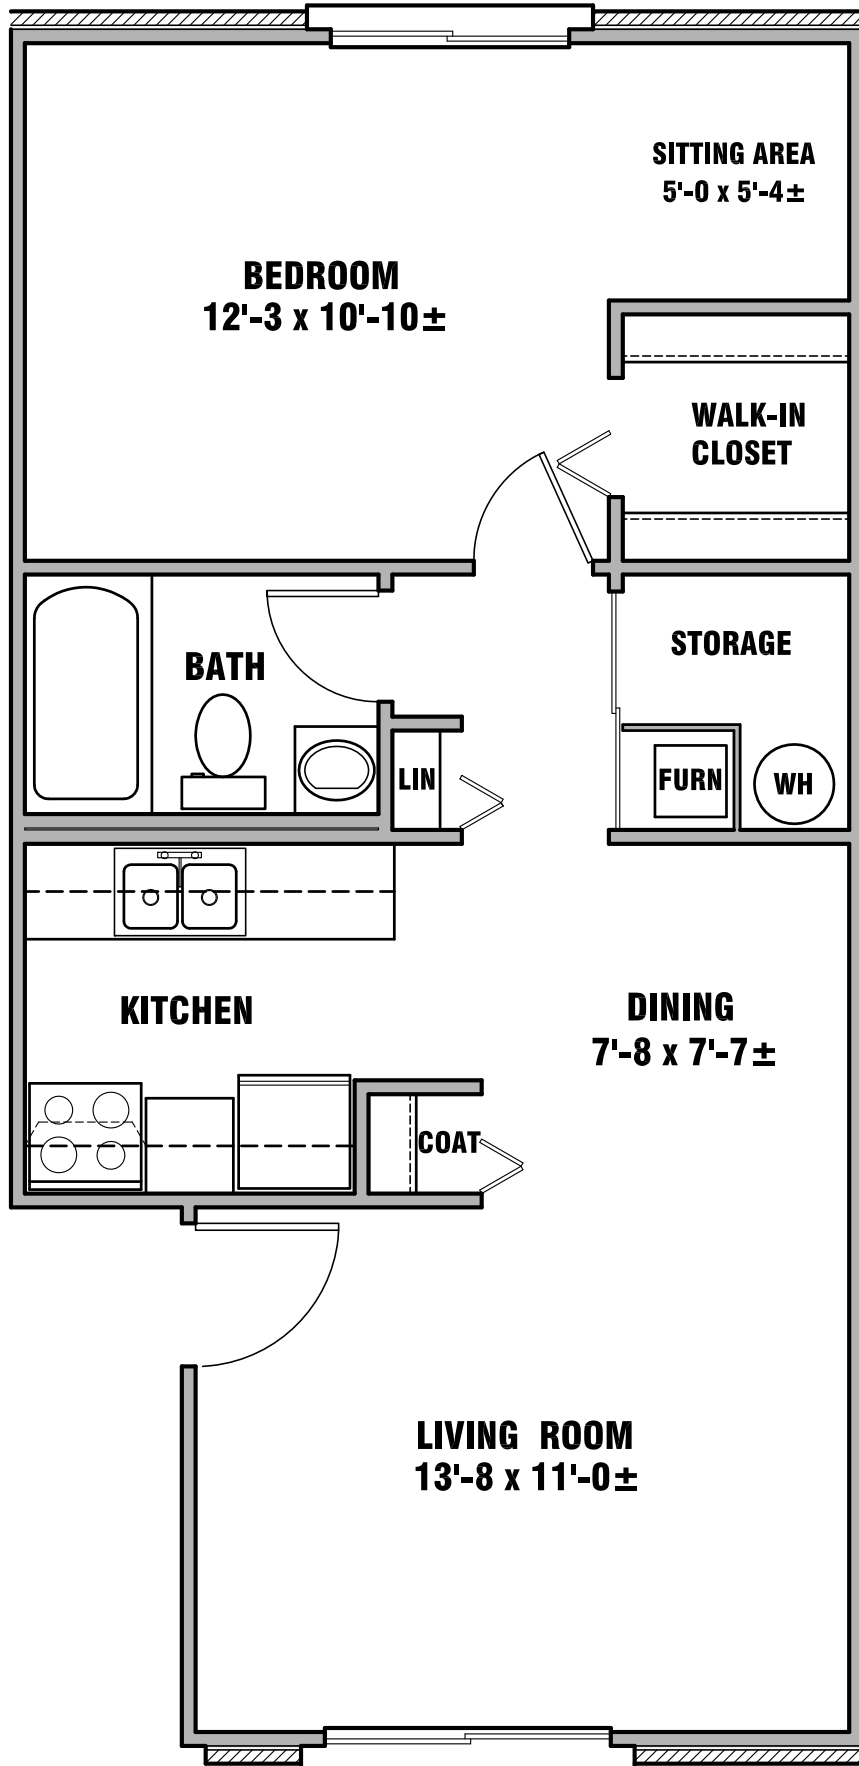 SITTING AREA
5'-0 x 5'-4±
BEDROOM
12'-3 x 10'-10±
WALK-IN
CLOSET
STORAGE
BATH
LIN
FURN
WH
KITCHEN
DINING
7'-8 x 7'-7±
COAT
LIVING ROOM
13'-8 x 11'-0±